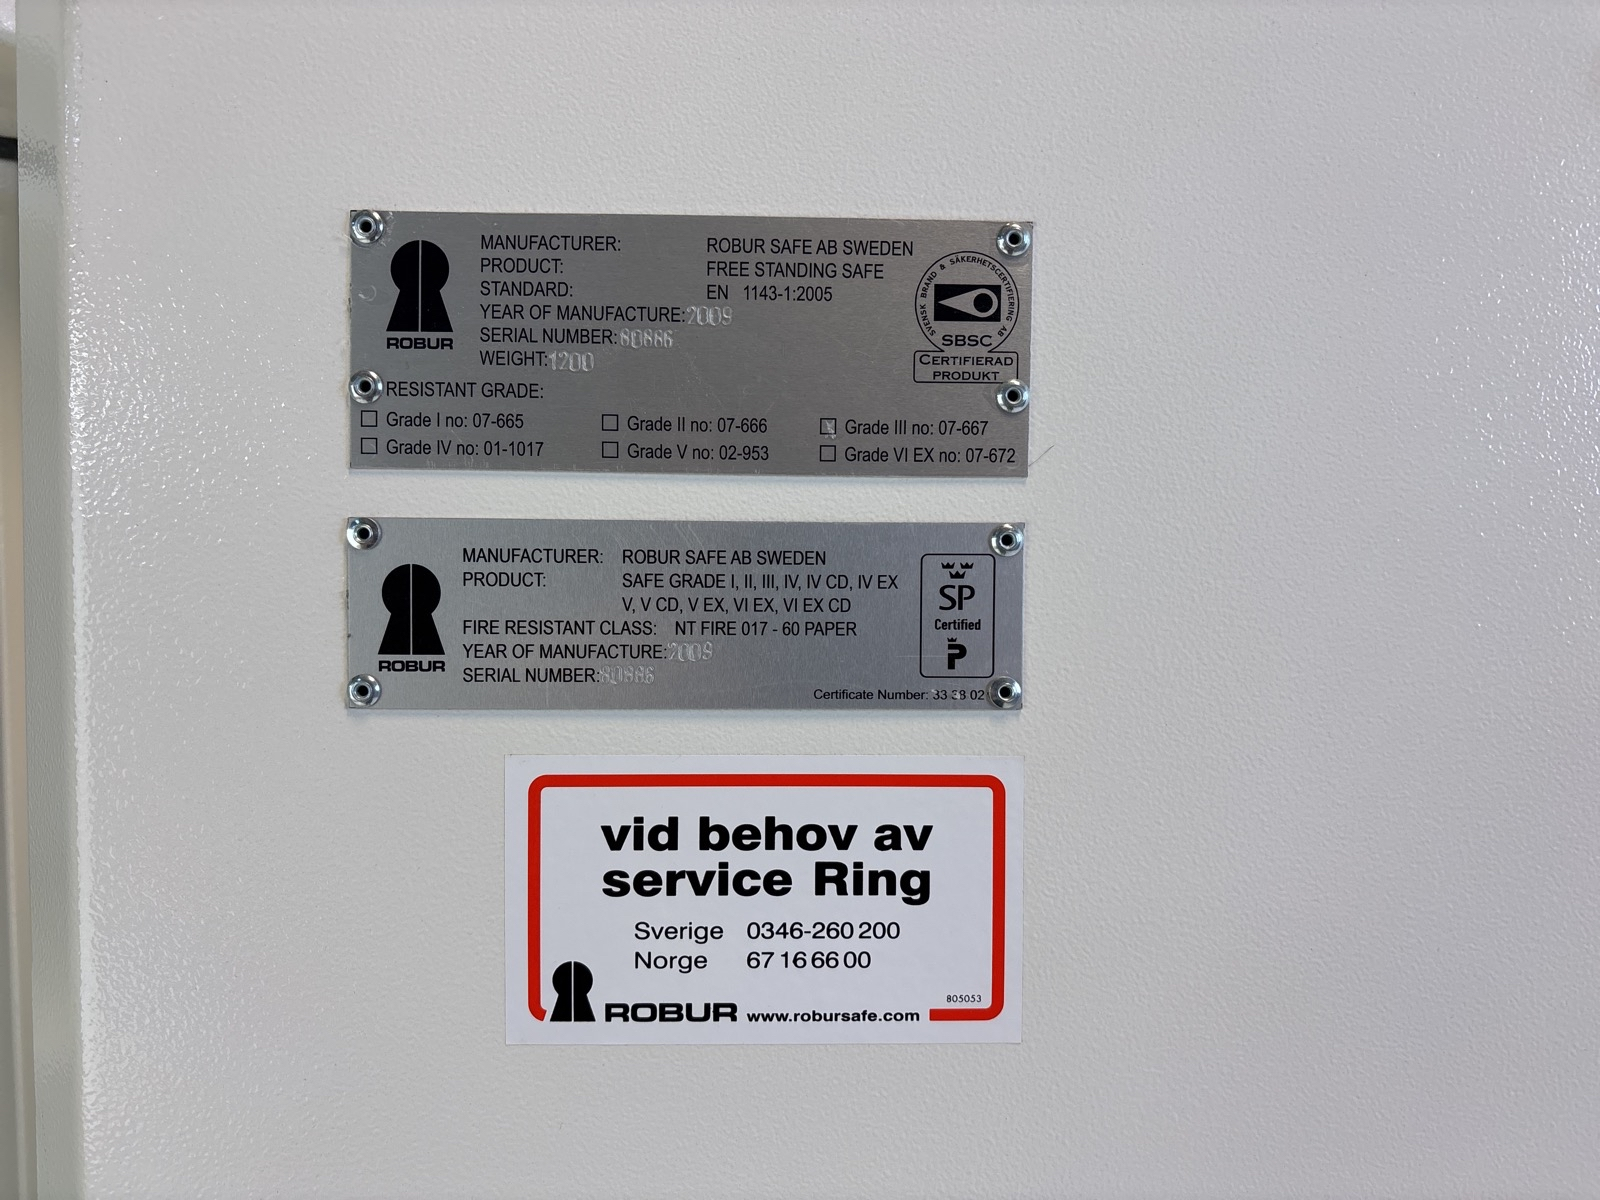 MANUFACTURER: ROBUR SAFE AB SWEDEN
PRODUCT: FREE STANDING SAFE
STANDARD: EN 1143-1:2005
YEAR OF MANUFACTURE: 2009
SERIAL NUMBER: 80886
WEIGHT: 1200
ROBUR
SVENSK BRAND & SÄKERHETSCERTIFIERING AB
SBSC
CERTIFIERAD
PRODUKT
RESISTANT GRADE:
Grade I no: 07-665 Grade II no: 07-666 Grade III no: 07-667
Grade IV no: 01-1017 Grade V no: 02-953 Grade VI EX no: 07-672
MANUFACTURER: ROBUR SAFE AB SWEDEN
PRODUCT: SAFE GRADE I, II, III, IV, IV CD, IV EX
V, V CD, V EX, VI EX, VI EX CD
FIRE RESISTANT CLASS: NT FIRE 017 - 60 PAPER
YEAR OF MANUFACTURE: 2009
SERIAL NUMBER: 80886
ROBUR
SP
Certified
P
Certificate Number: 33 38 02
vid behov av
service Ring
Sverige 0346-260 200
Norge 67 16 66 00
805053
ROBUR www.robursafe.com